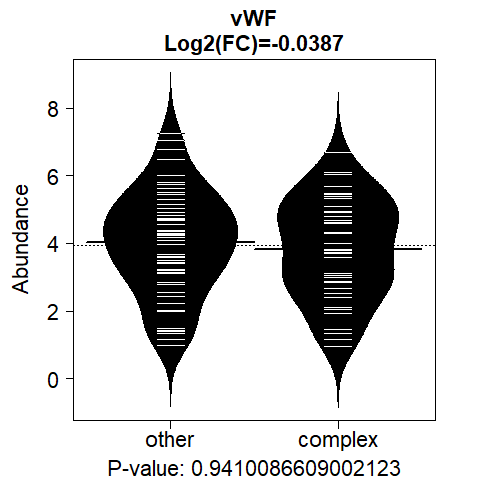 vWF
Log2(FC)=-0.0387
Abundance
8
6
4
2
0
other complex
P-value: 0.9410086609002123